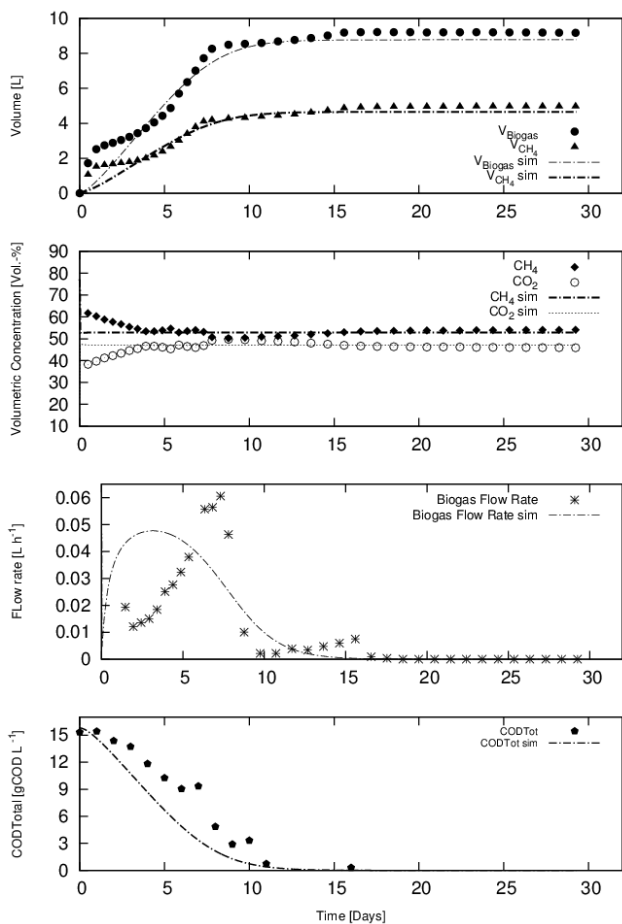 Volume [L]
10
8
6
4
2
0
V_Biogas
V_CH4
V_Biogas sim
V_CH4 sim
0 5 10 15 20 25 30
Volumetric Concentration [Vol.-%]
90
80
70
60
50
40
30
20
10
CH4
CO2
CH4 sim
CO2 sim
0 5 10 15 20 25 30
FLow rate [L h-1]
0.06
0.05
0.04
0.03
0.02
0.01
0
Biogas Flow Rate
Biogas Flow Rate sim
0 5 10 15 20 25 30
CODTotal [gCOD L-1]
15
12
9
6
3
0
CODTot
CODTot sim
0 5 10 15 20 25 30
Time [Days]